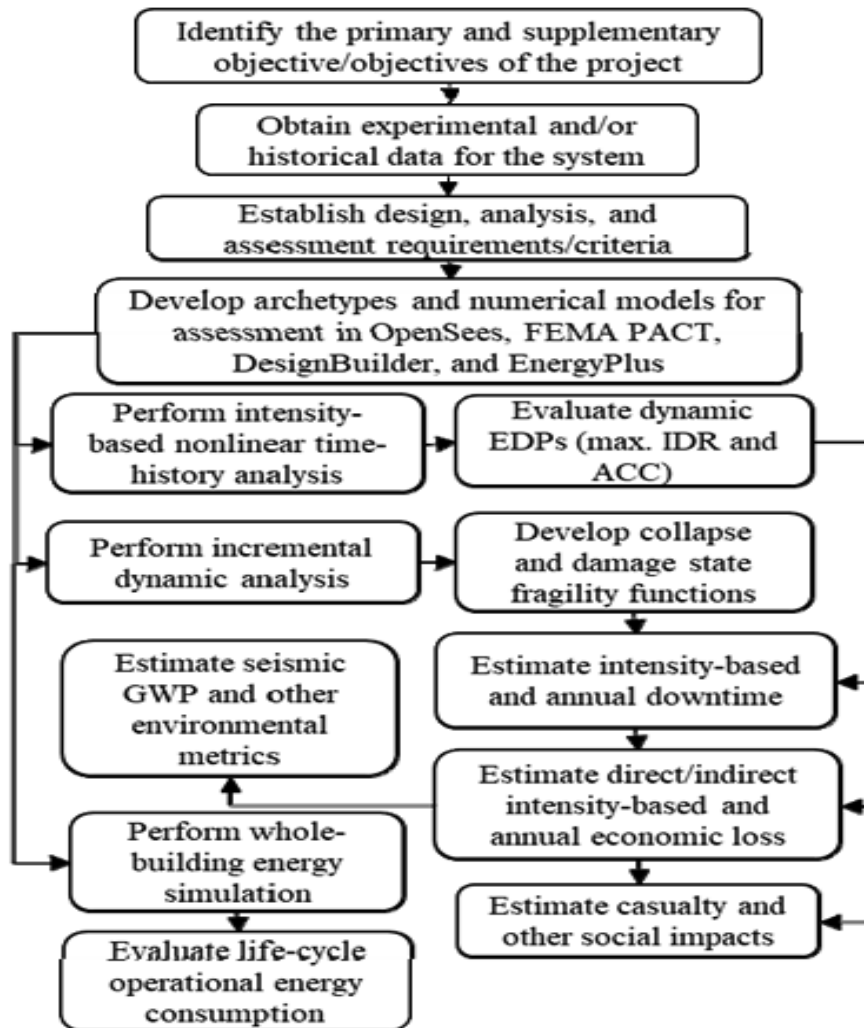 Identify the primary and supplementary
objective/objectives of the project
Obtain experimental and/or
historical data for the system
Establish design, analysis, and
assessment requirements/criteria
Develop archetypes and numerical models for
assessment in OpenSees, FEMA PACT,
DesignBuilder, and EnergyPlus
Perform intensity-
based nonlinear time-
history analysis
Evaluate dynamic
EDPs (max. IDR and
ACC)
Perform incremental
dynamic analysis
Develop collapse
and damage state
fragility functions
Estimate seismic
GWP and other
environmental
metrics
Estimate intensity-based
and annual downtime
Estimate direct/indirect
intensity-based and
annual economic loss
Perform whole-
building energy
simulation
Estimate casualty and
other social impacts
Evaluate life-cycle
operational energy
consumption